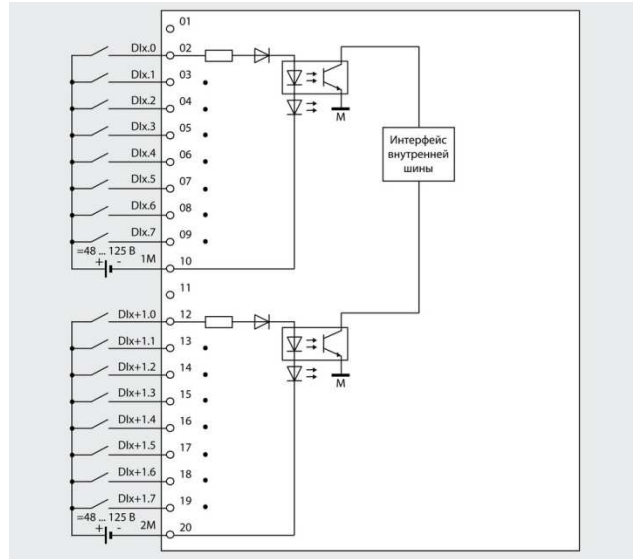 01
DIx.0 02
DIx.1 03
DIx.2 04
DIx.3 05
DIx.4 06
DIx.5 07
DIx.6 08
DIx.7 09
=48 ... 125 В
+ - 1M 10
M
Интерфейс
внутренней
шины
11
DIx+1.0 12
DIx+1.1 13
DIx+1.2 14
DIx+1.3 15
DIx+1.4 16
DIx+1.5 17
DIx+1.6 18
DIx+1.7 19
=48 ... 125 В
+ - 2M 20
M